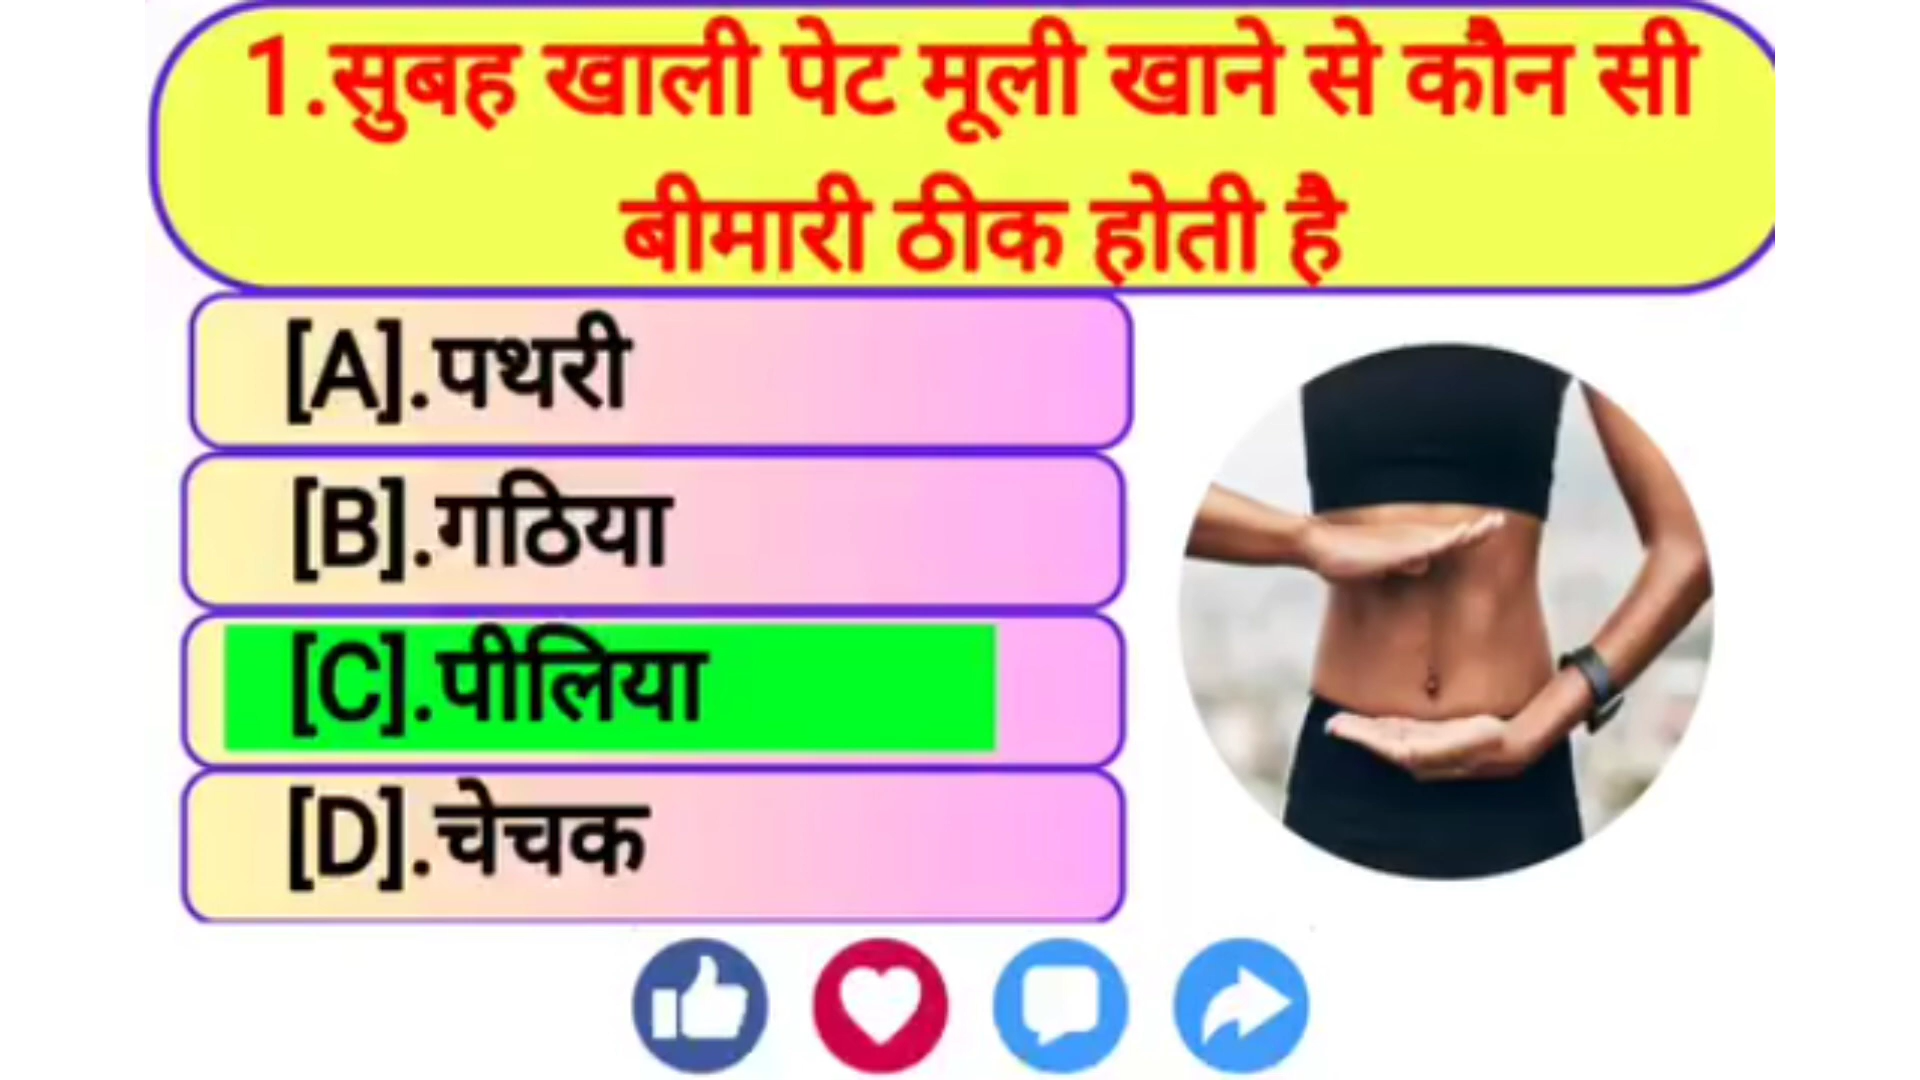 1.सुबह खाली पेट मूली खाने से कौन सी
बीमारी ठीक होती है
[A].पथरी
[B].गठिया
[C].पीलिया
[D].चेचक